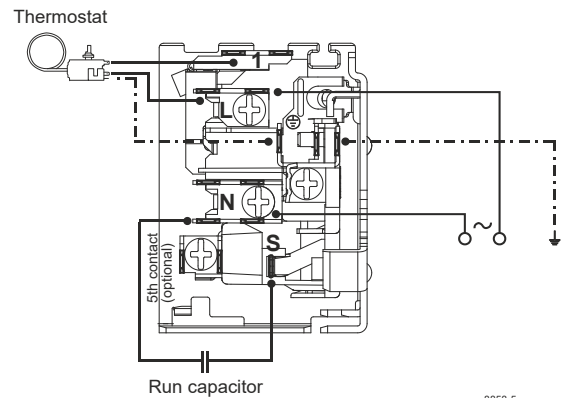 Thermostat
1
L
N
S
~
5th contact
(optional)
Run capacitor